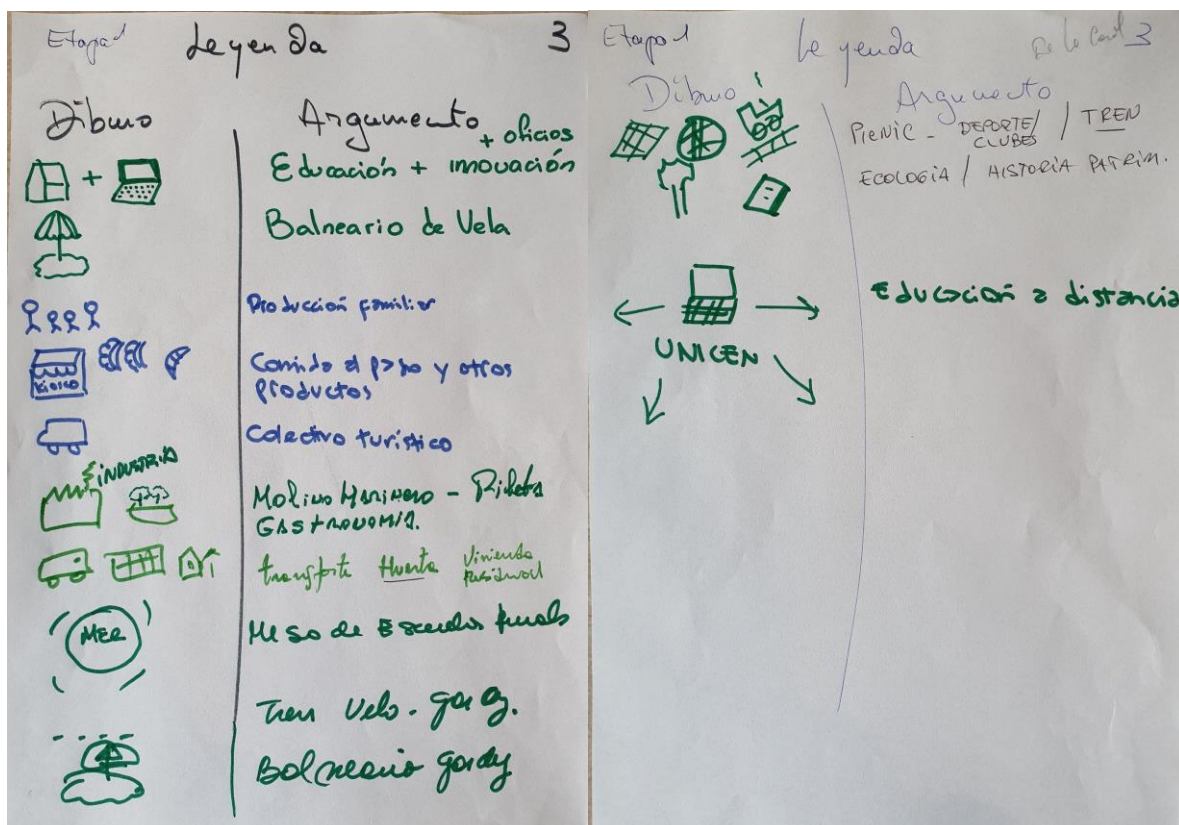 Etapa 1 Leyenda 3
Dibujo Argumento
+ oficios
Educación + innovación
+
Balneario de Vela
Producción familiar
KIOSCO
Comida al paso y otros
productos
Colectivo turístico
INDUSTRIA
Molino Harinero - Pileta
GASTRONOMIA.
transporte Huerta Vivienda
Residencial
MER
Mesa de Escuelas Rurales
Tren Vela - gardey.
Balneario gardey
Etapa 1 Leyenda 3
Dibujo Argumento
PICNIC - DEPORTE/ / TREN
CLUBES
ECOLOGIA / HISTORIA PATRIM.
Educación a distancia
UNICEN